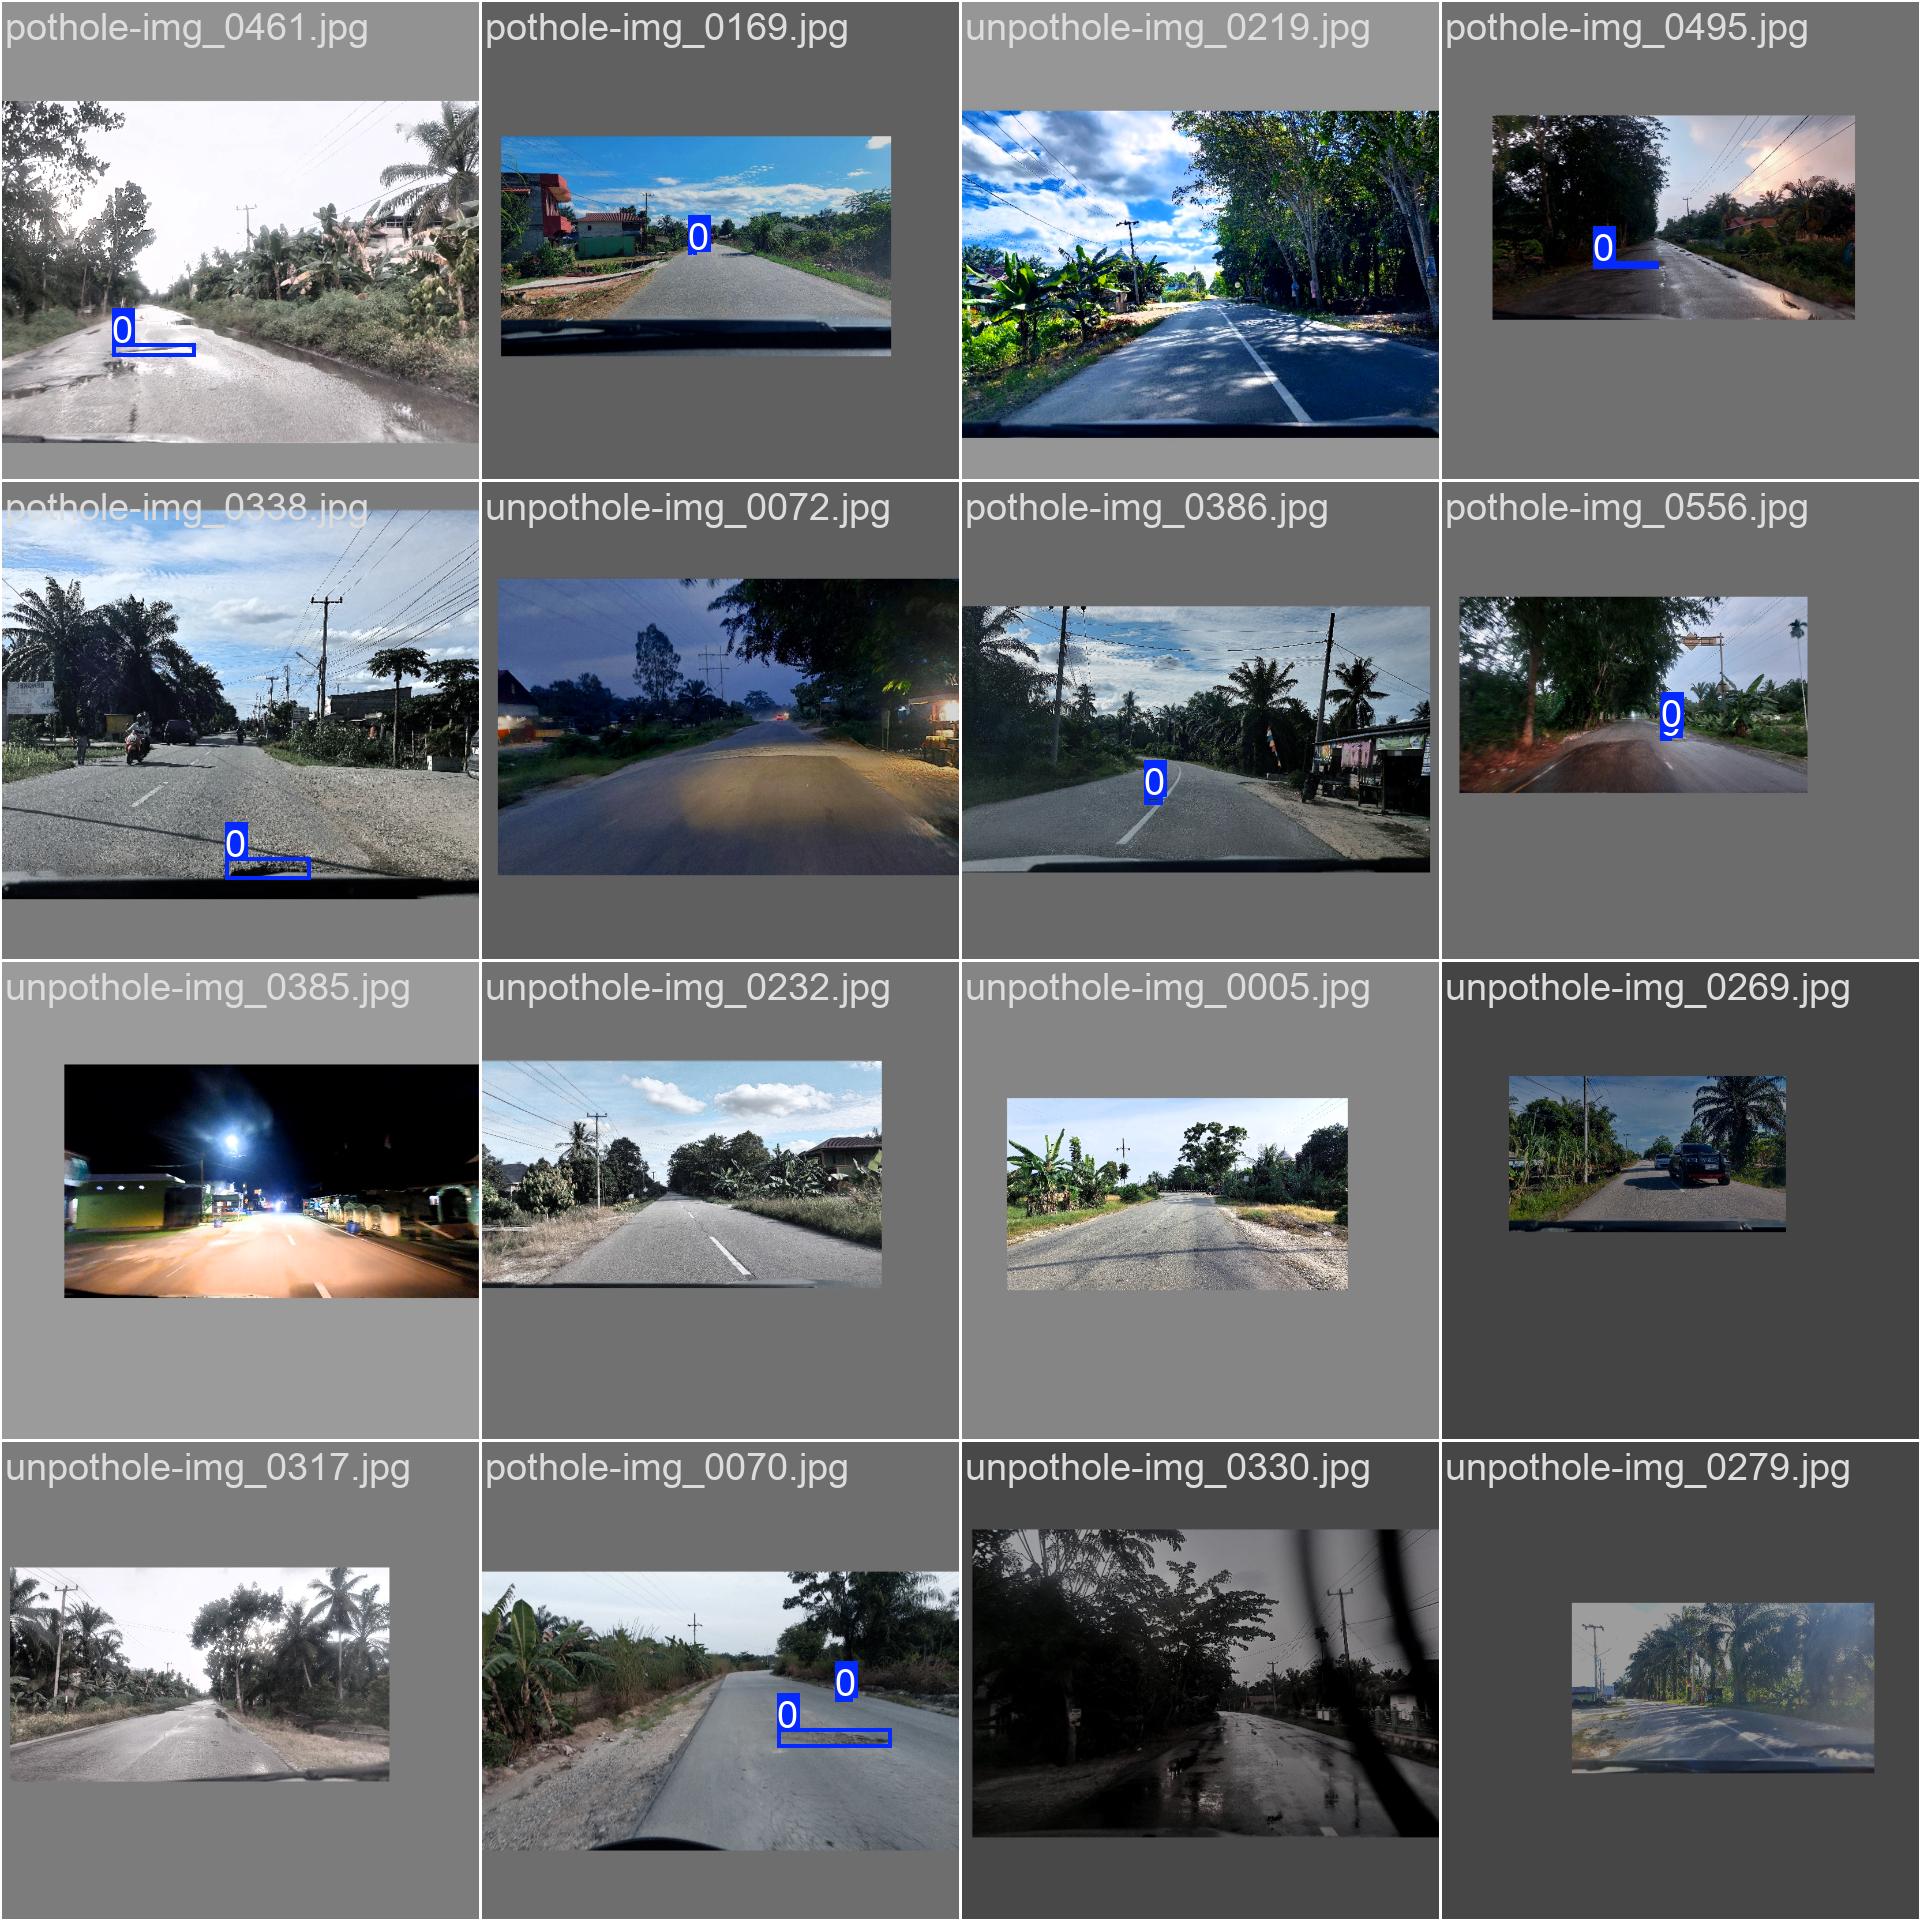 pothole-img_0461.jpg
pothole-img_0169.jpg
unpothole-img_0219.jpg
pothole-img_0495.jpg
0
0
0
pothole-img_0338.jpg
unpothole-img_0072.jpg
pothole-img_0386.jpg
pothole-img_0556.jpg
0
0
0
unpothole-img_0385.jpg
unpothole-img_0232.jpg
unpothole-img_0005.jpg
unpothole-img_0269.jpg
unpothole-img_0317.jpg
pothole-img_0070.jpg
unpothole-img_0330.jpg
unpothole-img_0279.jpg
0
0